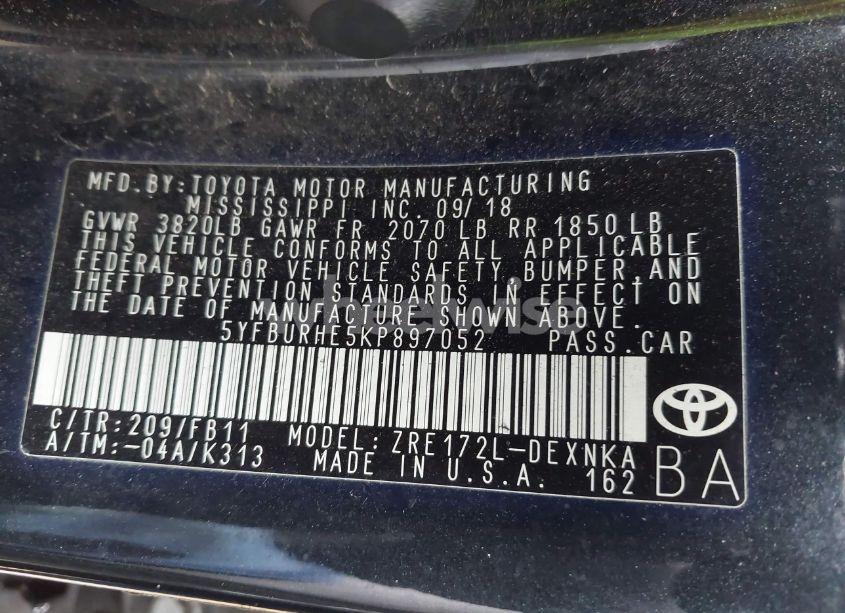 MFD.BY:TOYOTA MOTOR MANUFACTURING
MISSISSIPPI INC. 09/18
GVWR 3820LB GAWR FR 2070 LB RR 1850 LB
THIS VEHICLE CONFORMS TO ALL APPLICABLE
FEDERAL MOTOR VEHICLE SAFETY, BUMPER, AND
THEFT PREVENTION STANDARDS IN EFFECT ON
THE DATE OF MANUFACTURE SHOWN ABOVE.
5YFBURHE5KP897052 PASS.CAR
C/TR:209/FB11 MODEL: ZRE172L-DEXNKA
A/TM:-04A/K313 MADE IN U.S.A. 162
BA